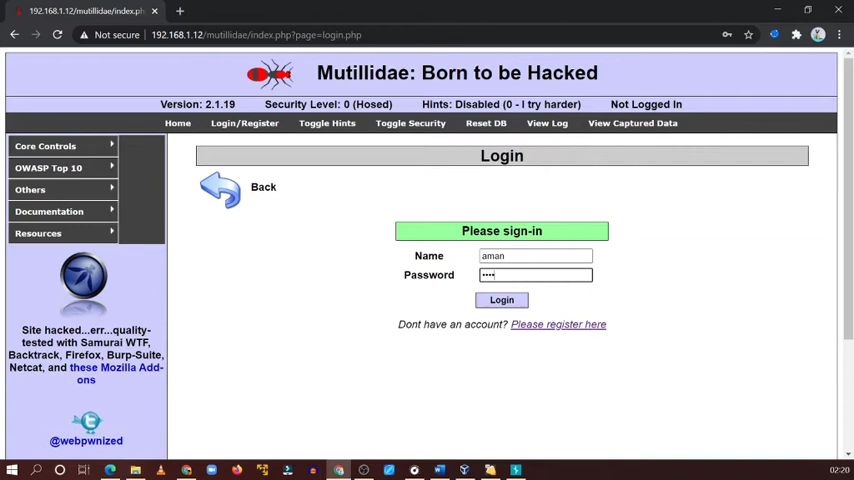 192.168.1.12/mutillidae/index.ph
Not secure
192.168.1.12/mutillidae/index.php?page=login.php
Mutillidae: Born to be Hacked
Version: 2.1.19 Security Level: 0 (Hosed) Hints: Disabled (0 - I try harder) Not Logged In
Home Login/Register Toggle Hints Toggle Security Reset DB View Log View Captured Data
Core Controls
OWASP Top 10
Others
Documentation
Resources
Site hacked...err...quality-
tested with Samurai WTF,
Backtrack, Firefox, Burp-Suite,
Netcat, and these Mozilla Add-
ons
@webpwnized
Login
Back
Please sign-in
Name aman
Password ••••
Login
Dont have an account? Please register here
02:20